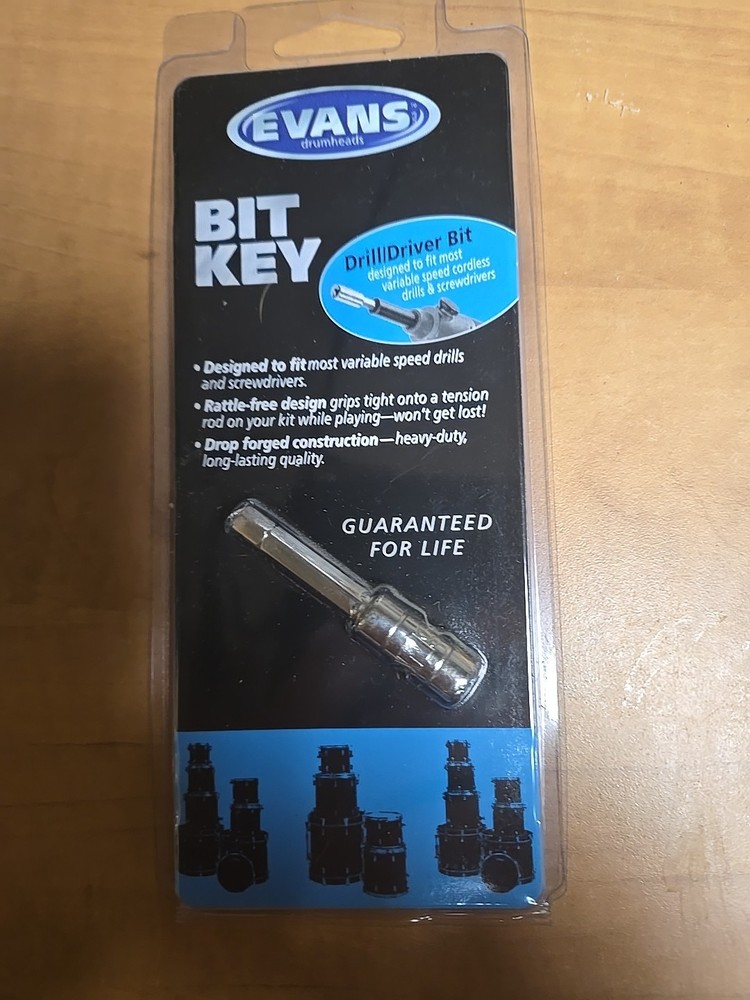 EVANS
drumheads
BIT
KEY
Drill|Driver Bit
designed to fit most
variable speed cordless
drills & screwdrivers
• Designed to fit most variable speed drills
and screwdrivers.
• Rattle-free design grips tight onto a tension
rod on your kit while playing—won't get lost!
• Drop forged construction—heavy-duty,
long-lasting quality.
GUARANTEED
FOR LIFE